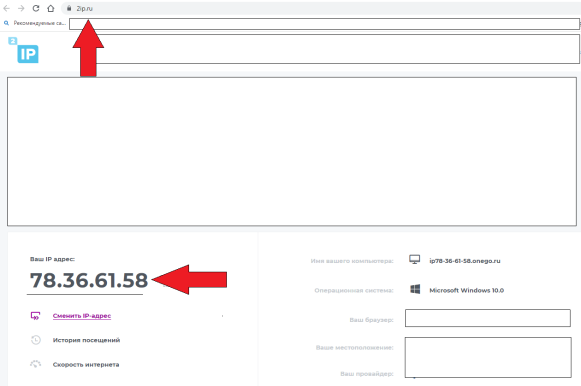 2ip.ru
Рекомендуемые са...
2
IP
Ваш IP адрес:
78.36.61.58
Сменить IP-адрес
История посещений
Скорость интернета
Имя вашего компьютера:
ip78-36-61-58.onego.ru
Операционная система:
Microsoft Windows 10.0
Ваш Браузер:
Ваше местоположение:
Ваш провайдер: